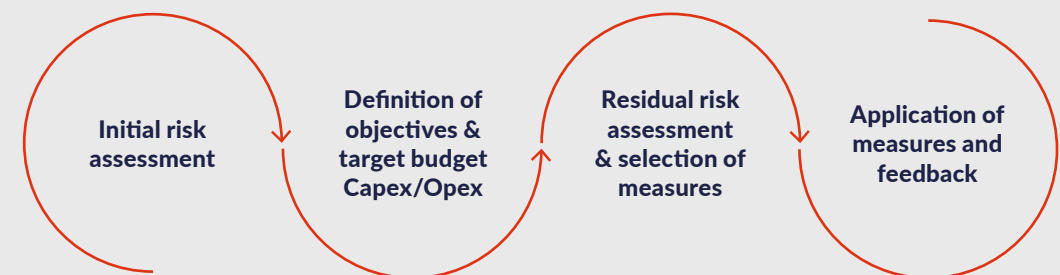 Initial risk
assessment
Definition of
objectives &
target budget
Capex/Opex
Residual risk
assessment
& selection of
measures
Application of
measures and
feedback